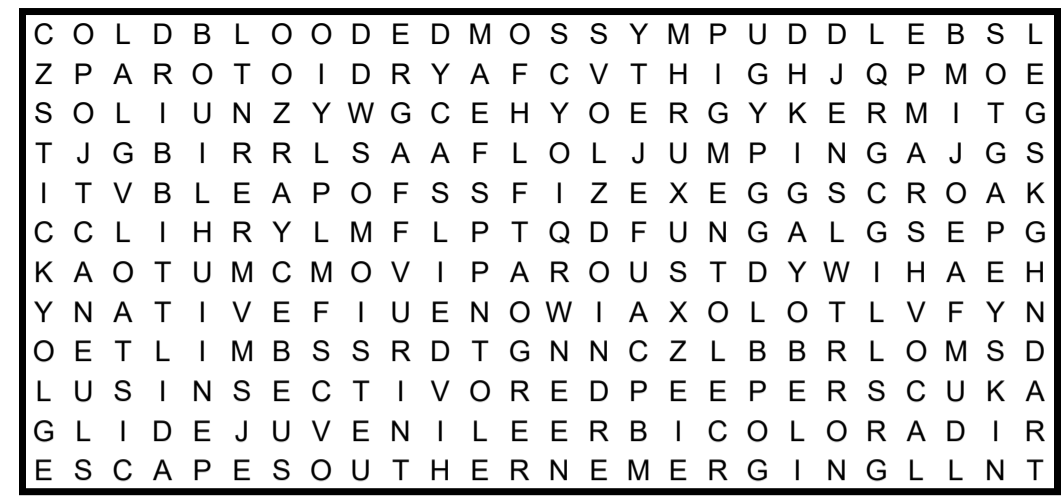 C O L D B L O O D E D M O S S Y M P U D D L E B S L
Z P A R O T O I D R Y A F C V T H I G H J Q P M O E
S O L I U N Z Y W G C E H Y O E R G Y K E R M I T G
T J G B I R R L S A A F L O L J U M P I N G A J G S
I T V B L E A P O F S S F I Z E X E G G S C R O A K
C C L I H R Y L M F L P T Q D F U N G A L G S E P G
K A O T U M C M O V I P A R O U S T D Y W I H A E H
Y N A T I V E F I U E N O W I A X O L O T L V F Y N
O E T L I M B S S R D T G N N C Z L B B R L O M S D
L U S I N S E C T I V O R E D P E E P E R S C U K A
G L I D E J U V E N I L E E R B I C O L O R A D I R
E S C A P E S O U T H E R N E M E R G I N G L L N T